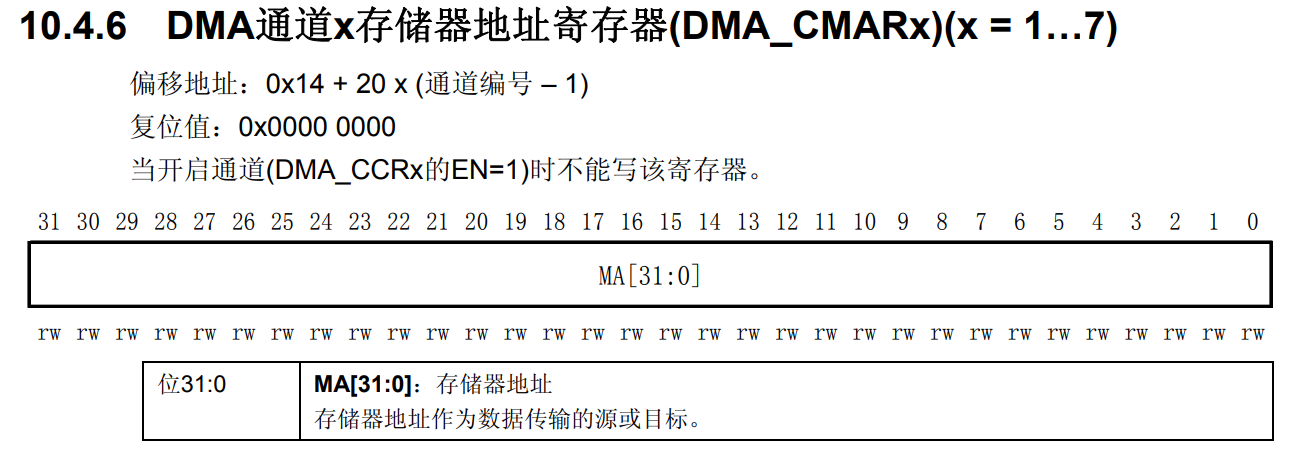 10.4.6 DMA通道x存储器地址寄存器(DMA_CMARx)(x = 1…7)
偏移地址：0x14 + 20 x (通道编号 – 1)
复位值：0x0000 0000
当开启通道(DMA_CCRx的EN=1)时不能写该寄存器。
31 30 29 28 27 26 25 24 23 22 21 20 19 18 17 16 15 14 13 12 11 10 9 8 7 6 5 4 3 2 1 0
MA[31:0]
rw rw rw rw rw rw rw rw rw rw rw rw rw rw rw rw rw rw rw rw rw rw rw rw rw rw rw rw rw rw rw rw
位31:0 MA[31:0]：存储器地址
存储器地址作为数据传输的源或目标。